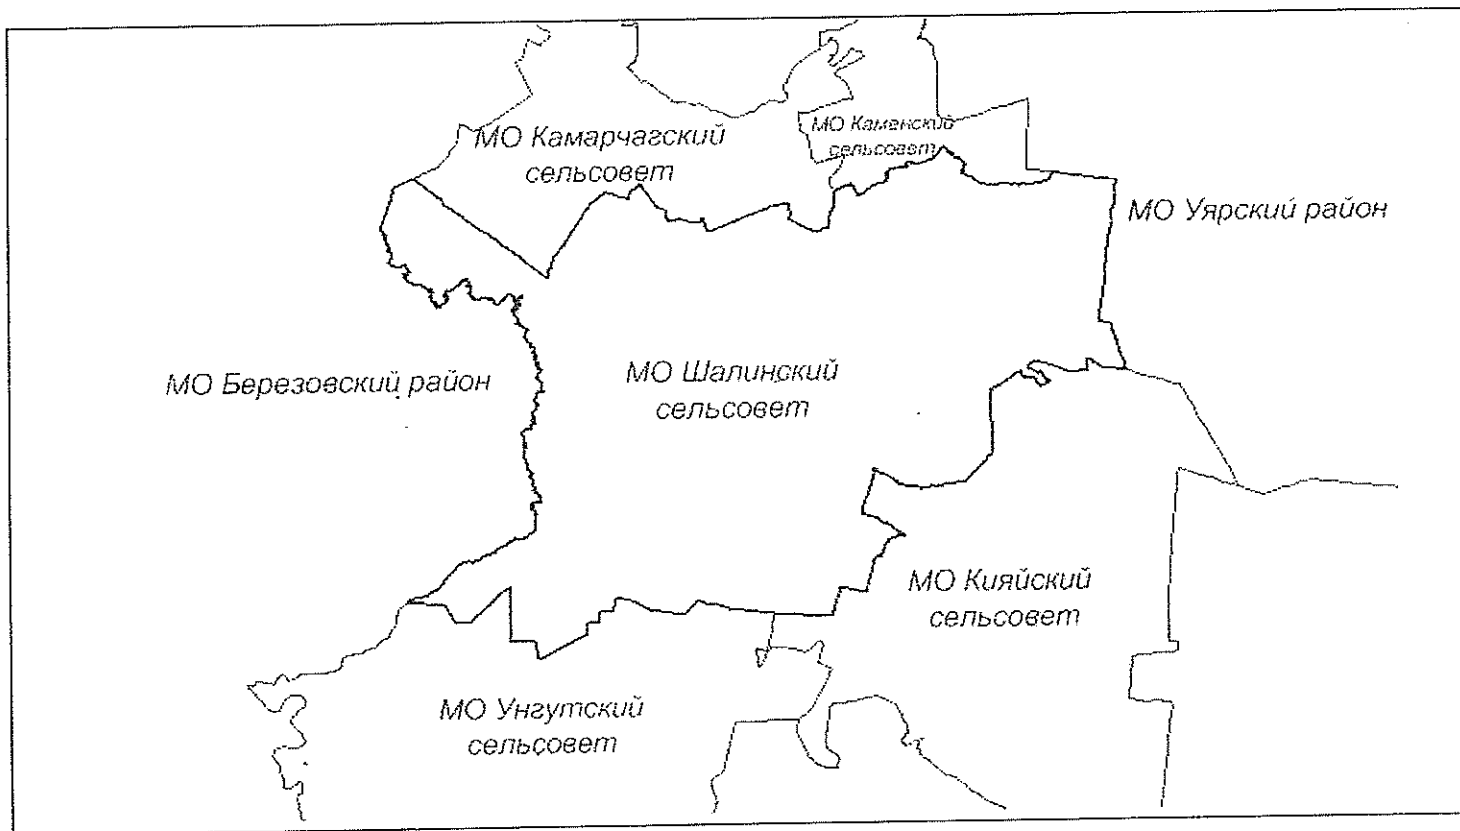 МО Камарчагский
сельсовет
МО Каменский
сельсовет
МО Уярский район
МО Березовский район
МО Шалинский
сельсовет
МО Кияйский
сельсовет
МО Унгутский
сельсовет